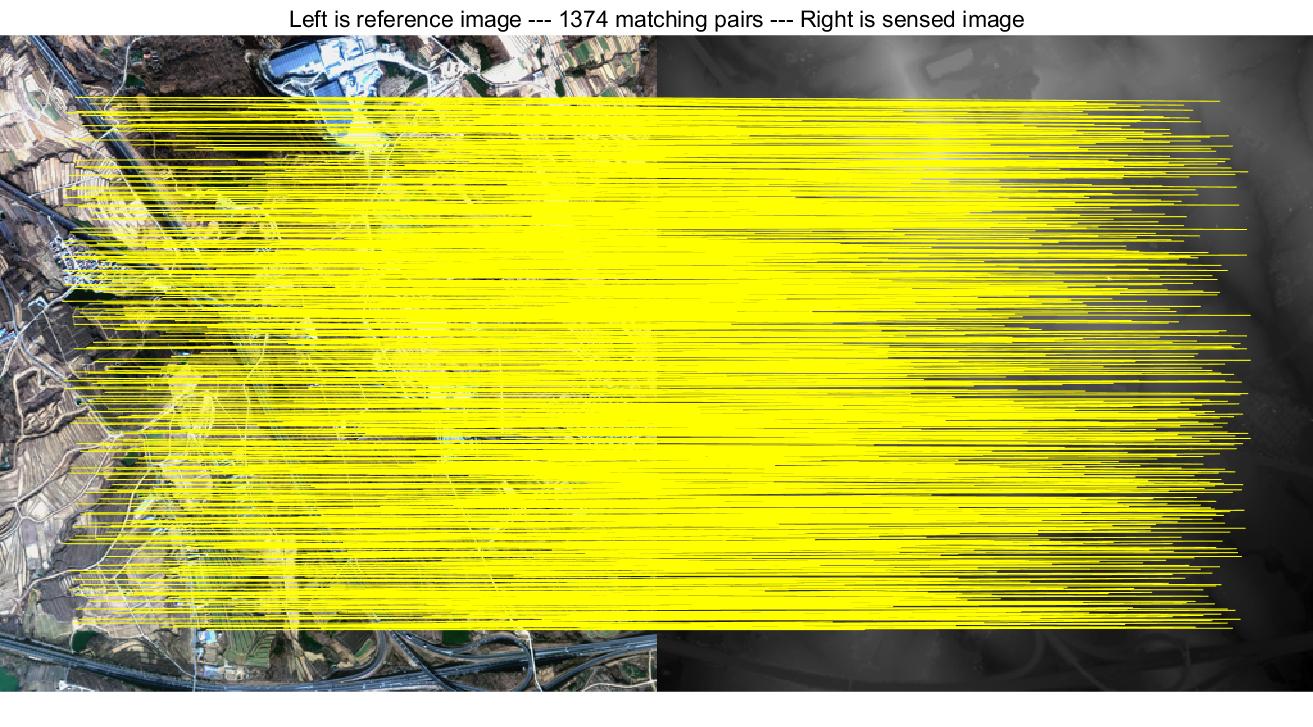 Left is reference image --- 1374 matching pairs --- Right is sensed image